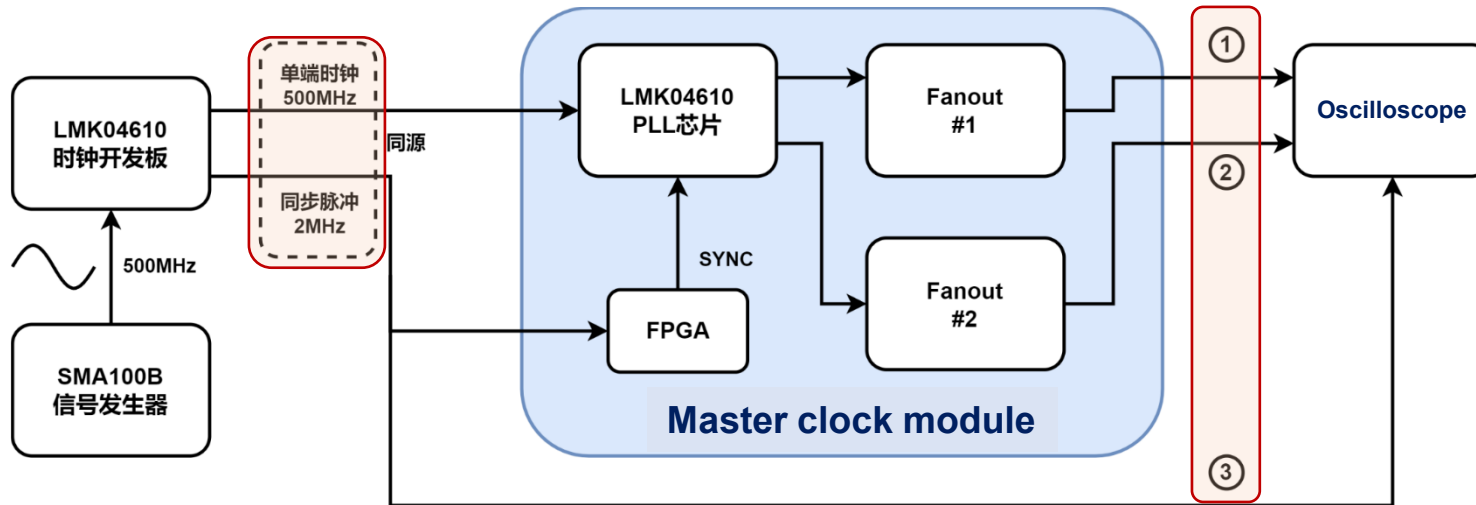 LMK04610
时钟开发板
500MHz
SMA100B
信号发生器
单端时钟
500MHz
同源
同步脉冲
2MHz
LMK04610
PLL芯片
SYNC
FPGA
Fanout
#1
Fanout
#2
Master clock module
①
②
③
Oscilloscope